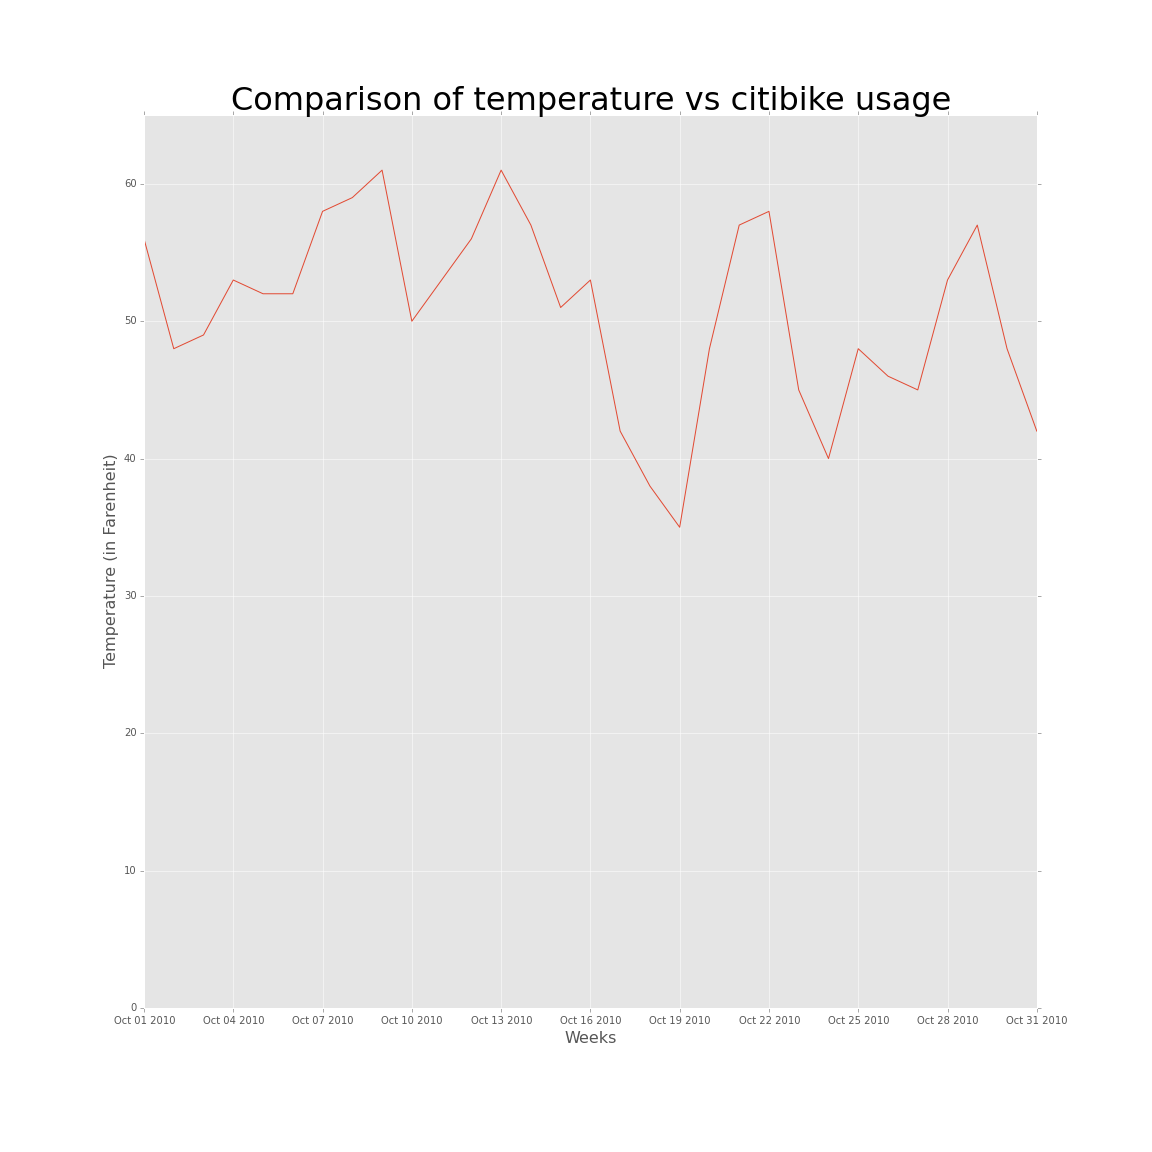 Comparison of temperature vs citibike usage
60
50
40
30
20
10
0
Temperature (in Farenheit)
Oct 01 2010 Oct 04 2010 Oct 07 2010 Oct 10 2010 Oct 13 2010 Oct 16 2010 Oct 19 2010 Oct 22 2010 Oct 25 2010 Oct 28 2010 Oct 31 2010
Weeks